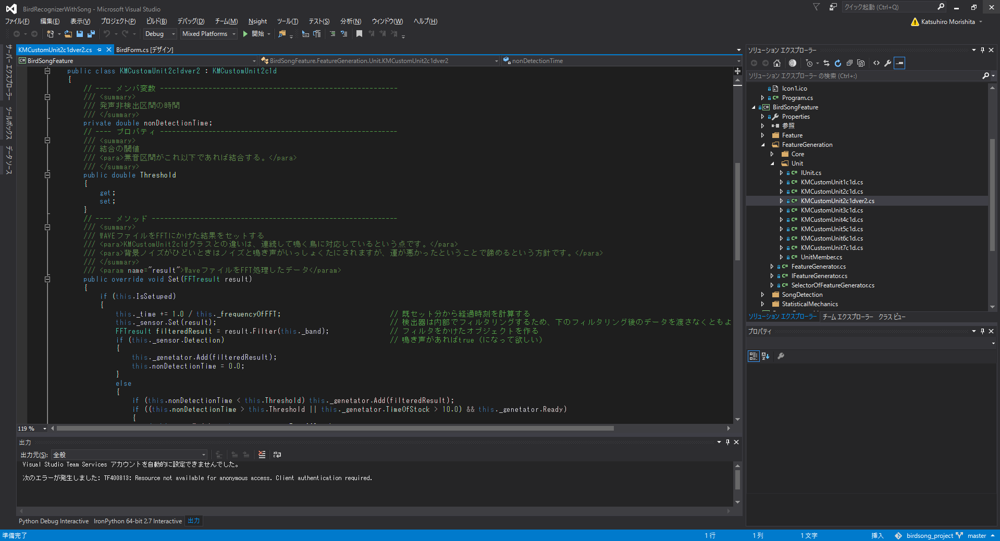 BirdRecognizerWithSong - Microsoft Visual Studio
クイック起動 (Ctrl+Q)
ファイル(F) 編集(E) 表示(V) プロジェクト(P) ビルド(B) デバッグ(D) チーム(M) Nsight ツール(T) テスト(S) 分析(N) ウィンドウ(W) ヘルプ(H)
Katsuhiro Morishita
Debug Mixed Platforms 開始
サーバー エクスプローラー
ツールボックス
データ ソース
KMCustomUnit2c1dver2.cs BirdForm.cs [デザイン]
BirdSongFeature BirdSongFeature.FeatureGeneration.Unit.KMCustomUnit2c1dver2 nonDetectionTime
public class KMCustomUnit2c1dver2 : KMCustomUnit2c1d
{
// ---- メンバ変数 -----------------------------------------------------------
/// <summary>
/// 発声非検出区間の時間
/// </summary>
private double nonDetectionTime;
// ---- プロパティ -----------------------------------------------------------
/// <summary>
/// 結合の閾値
/// <para>無音区間がこれ以下であれば結合する。</para>
/// </summary>
public double Threshold
{
get;
set;
}
// ---- メソッド -------------------------------------------------------------
/// <summary>
/// WAVEファイルをFFTにかけた結果をセットする
/// <para>KMCustomUnit2c1dクラスとの違いは、連続して鳴く鳥に対応しているという点です。</para>
/// <para>背景ノイズがひどいときはノイズと鳴き声がいっしょくたにされますが、運が悪かったということで諦めるという方針です。</para>
/// </summary>
/// <param name="result">WaveファイルをFFT処理したデータ</param>
public override void Set(FFTresult result)
{
if (this.IsSetuped)
{
this._time += 1.0 / this._frequencyOfFFT; // 既セット分から経過時刻を計算する
this._sensor.Set(result); // 検出器は内部でフィルタリングするため、下のフィルタリング後のデータを渡さなくともよ
FFTresult filteredResult = result.Filter(this._band); // フィルタをかけたオブジェクトを作る
if (this._sensor.Detection) // 鳴き声があればtrue（になって欲しい）
{
this._genetator.Add(filteredResult);
this.nonDetectionTime = 0.0;
}
else
{
if (this.nonDetectionTime < this.Threshold) this._genetator.Add(filteredResult);
if ((this.nonDetectionTime > this.Threshold || this._genetator.TimeOfStock > 10.0) && this._genetator.Ready)
{
119 %
出力
出力元(S): 全般
Visual Studio Team Services アカウントを自動的に設定できませんでした。
次のエラーが発生しました: TF400813: Resource not available for anonymous access. Client authentication required.
Python Debug Interactive IronPython 64-bit 2.7 Interactive 出力
ソリューション エクスプローラー
ソリューション エクスプローラー の検索 (Ctrl+:)
Icon1.ico
C# Program.cs
C# BirdSongFeature
Properties
参照
Feature
FeatureGeneration
Core
Unit
C# IUnit.cs
C# KMCustomUnit1c1d.cs
C# KMCustomUnit2c1d.cs
C# KMCustomUnit2c1dver2.cs
C# KMCustomUnit3c1d.cs
C# KMCustomUnit4c1d.cs
C# KMCustomUnit5c1d.cs
C# KMCustomUnit6c1d.cs
C# KMCustomUnit7c1d.cs
C# UnitMember.cs
C# FeatureGenerator.cs
C# IFeatureGenerator.cs
C# SelectorOfFeatureGenerator.cs
SongDetection
StatisticalMechanics
ソリューション エクスプローラー チーム エクスプローラー クラス ビュー
プロパティ
準備完了 1 行 1 列 1 文字 挿入 birdsong_project master